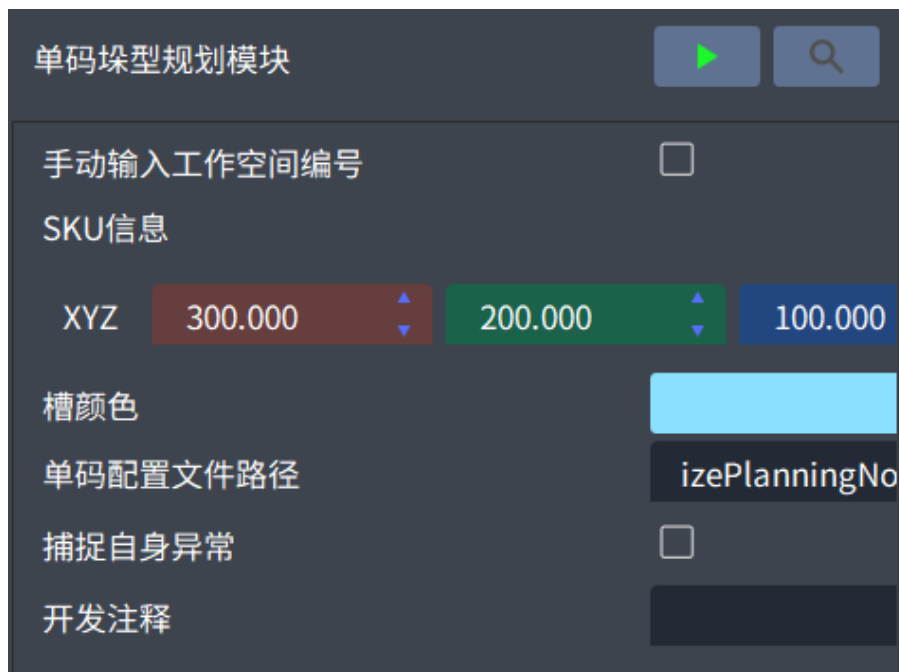 单码垛型规划模块
手动输入工作空间编号
SKU信息
XYZ 300.000 200.000 100.000
槽颜色
单码配置文件路径 izePlanningNo
捕捉自身异常
开发注释